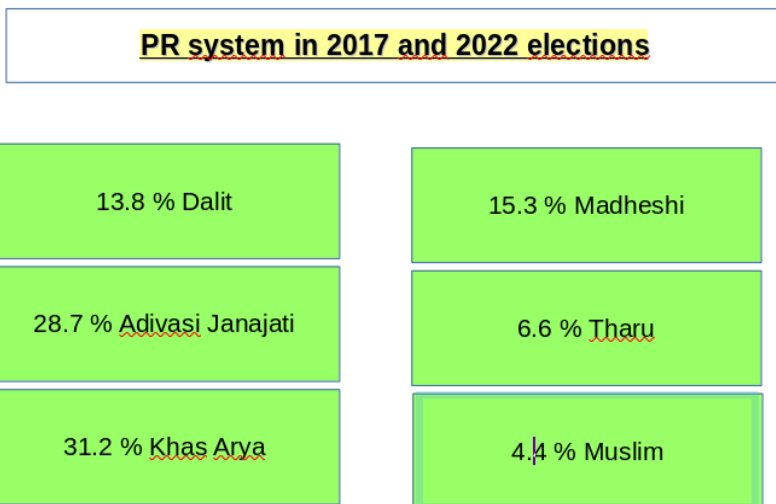 PR system in 2017 and 2022 elections
13.8 % Dalit
15.3 % Madheshi
28.7 % Adivasi Janajati
6.6 % Tharu
31.2 % Khas Arya
4.4 % Muslim